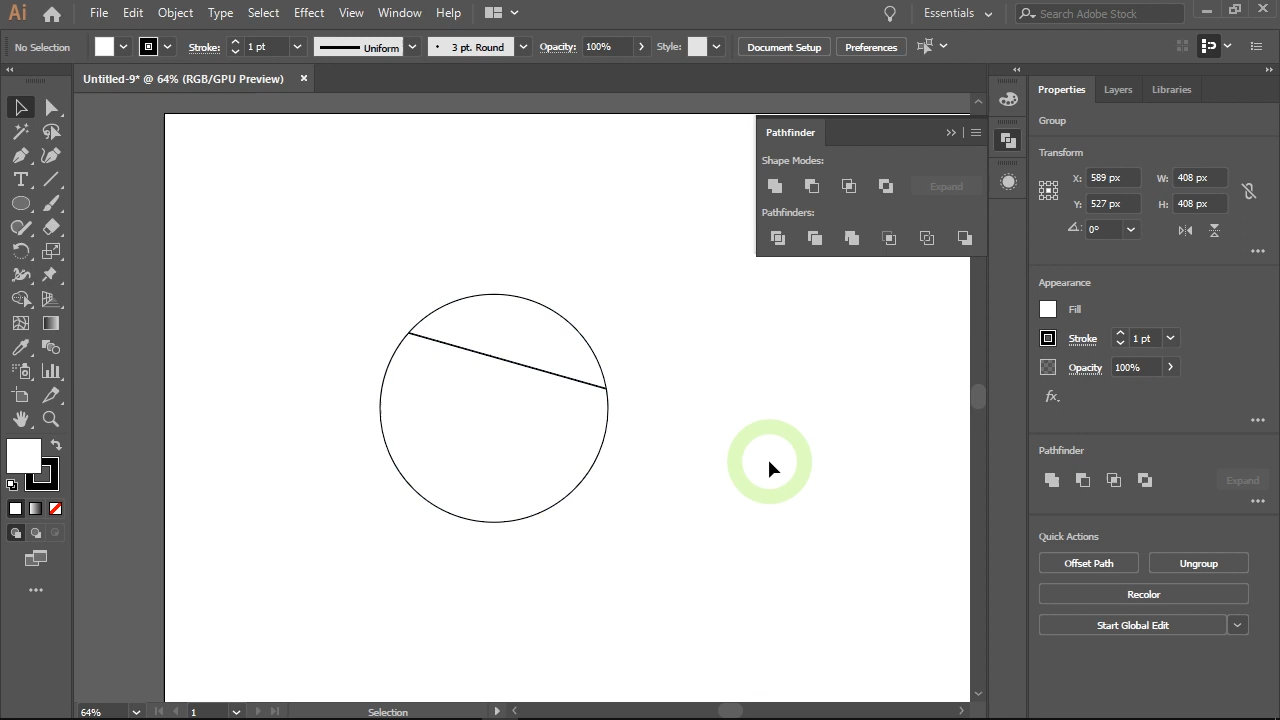 Ai File Edit Object Type Select Effect View Window Help Essentials Search Adobe Stock
No Selection Stroke: 1 pt Uniform 3 pt. Round Opacity: 100% Style: Document Setup Preferences
Untitled-9* @ 64% (RGB/GPU Preview)
Pathfinder
Shape Modes:
Expand
Pathfinders:
Properties Layers Libraries
Group
Transform
X: 589 px W: 408 px
Y: 527 px H: 408 px
0°
Appearance
Fill
Stroke 1 pt
Opacity 100%
fx.
Pathfinder
Expand
Quick Actions
Offset Path Ungroup
Recolor
Start Global Edit
64% 1 Selection